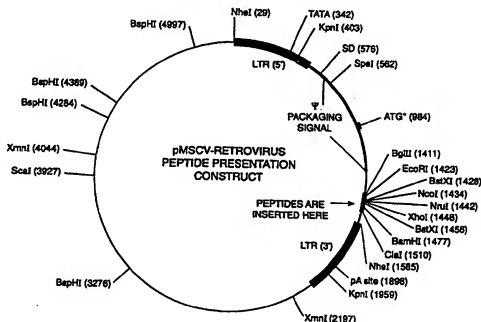 NheI (29)
BspHI (4997)
TATA (342)
KpnI (403)
SD (576)
SpeI (562)
LTR (5')
BspHI (4389)
BspHI (4284)
Ψ
PACKAGING
SIGNAL
ATG* (984)
XmnI (4044)
ScaI (3927)
pMSCV-RETROVIRUS
PEPTIDE PRESENTATION
CONSTRUCT
BglII (1411)
EcoRI (1423)
BstXI (1428)
NcoI (1434)
NruI (1442)
XhoI (1448)
BstXI (1456)
BamHI (1477)
ClaI (1510)
NheI (1585)
PEPTIDES ARE
INSERTED HERE
LTR (3')
pA site (1898)
KpnI (1959)
BspHI (3276)
XmnI (2197)